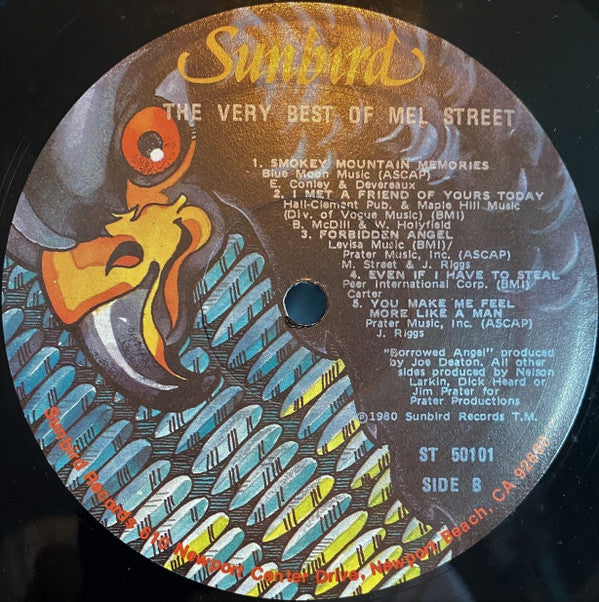 Sunbird
THE VERY BEST OF MEL STREET
1. SMOKEY MOUNTAIN MEMORIES
Blue Moon Music (ASCAP)
E. Conley & Devereaux
2. I MET A FRIEND OF YOURS TODAY
Hall-Clement Pub. & Maple Hill Music
(Div. of Vogue Music) (BMI)
B. McDill & W. Holyfield
3. FORBIDDEN ANGEL
Levisa Music (BMI)/
Prater Music, Inc. (ASCAP)
M. Street & J. Riggs
4. EVEN IF I HAVE TO STEAL
Peer International Corp. (BMI)
Carter
5. YOU MAKE ME FEEL
MORE LIKE A MAN
Prater Music, Inc. (ASCAP)
J. Riggs
"Borrowed Angel" produced
by Joe Deaton. All other
sides produced by Nelson
Larkin, Dick Heard or
Jim Prater for
Prater Productions
℗1980 Sunbird Records T.M.
ST 50101
SIDE B
Sunbird Records Newport Center Drive, Newport Beach, CA